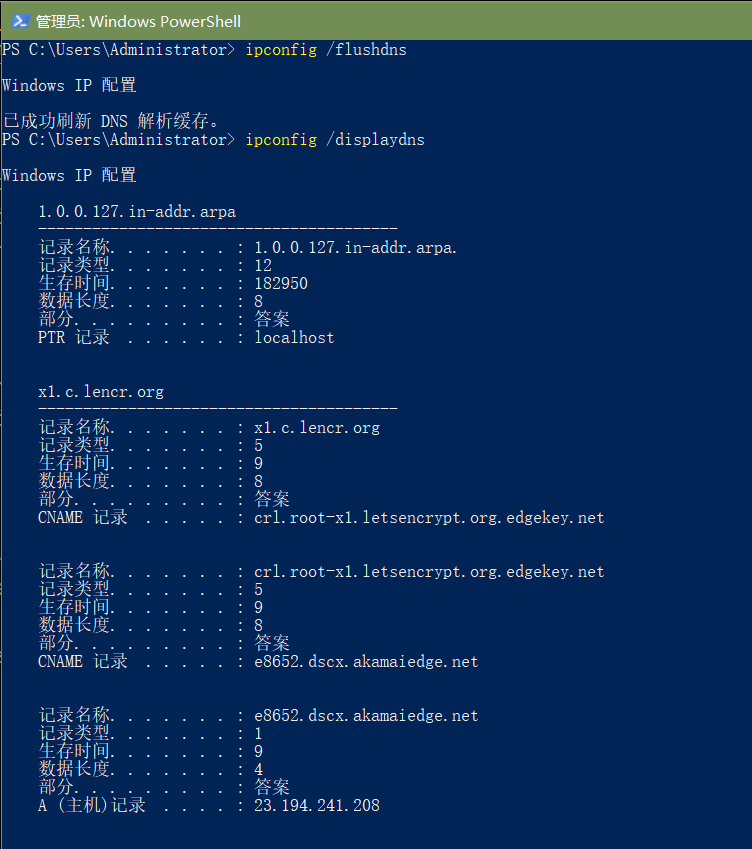 管理员: Windows PowerShell
PS C:\Users\Administrator> ipconfig /flushdns
Windows IP 配置
已成功刷新 DNS 解析缓存。
PS C:\Users\Administrator> ipconfig /displaydns
Windows IP 配置
1.0.0.127.in-addr.arpa
----------------------------------------
记录名称. . . . . . . : 1.0.0.127.in-addr.arpa.
记录类型. . . . . . . : 12
生存时间. . . . . . . : 182950
数据长度. . . . . . . : 8
部分. . . . . . . . . : 答案
PTR 记录  . . . . . . : localhost
x1.c.lencr.org
----------------------------------------
记录名称. . . . . . . : x1.c.lencr.org
记录类型. . . . . . . : 5
生存时间. . . . . . . : 9
数据长度. . . . . . . : 8
部分. . . . . . . . . : 答案
CNAME 记录  . . . . . : crl.root-x1.letsencrypt.org.edgekey.net
记录名称. . . . . . . : crl.root-x1.letsencrypt.org.edgekey.net
记录类型. . . . . . . : 5
生存时间. . . . . . . : 9
数据长度. . . . . . . : 8
部分. . . . . . . . . : 答案
CNAME 记录  . . . . . : e8652.dscx.akamaiedge.net
记录名称. . . . . . . : e8652.dscx.akamaiedge.net
记录类型. . . . . . . : 1
生存时间. . . . . . . : 9
数据长度. . . . . . . : 4
部分. . . . . . . . . : 答案
A (主机)记录  . . . . : 23.194.241.208